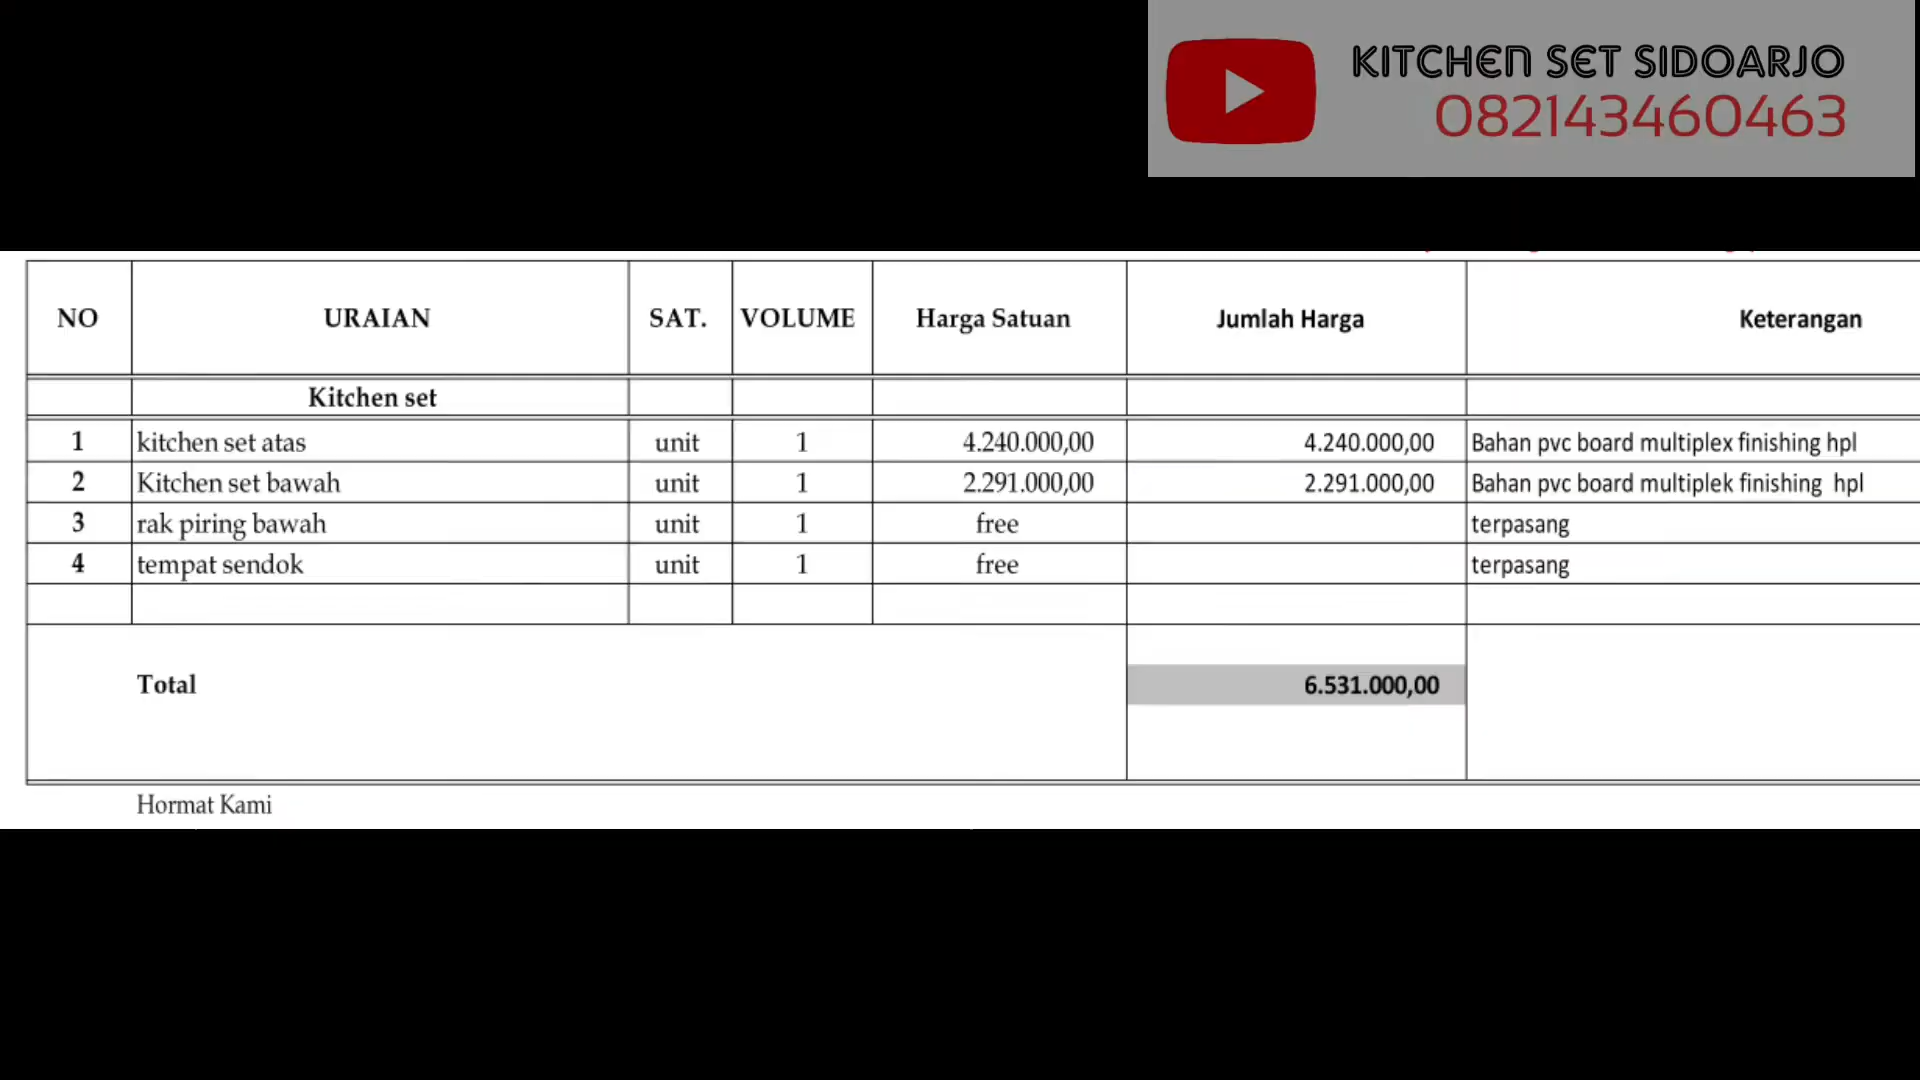 KITCHEN SET SIDOARJO
082143460463
NO URAIAN SAT. VOLUME Harga Satuan Jumlah Harga Keterangan
Kitchen set
1 kitchen set atas unit 1 4.240.000,00 4.240.000,00 Bahan pvc board multiplex finishing hpl
2 Kitchen set bawah unit 1 2.291.000,00 2.291.000,00 Bahan pvc board multiplek finishing hpl
3 rak piring bawah unit 1 free terpasang
4 tempat sendok unit 1 free terpasang
Total 6.531.000,00
Hormat Kami